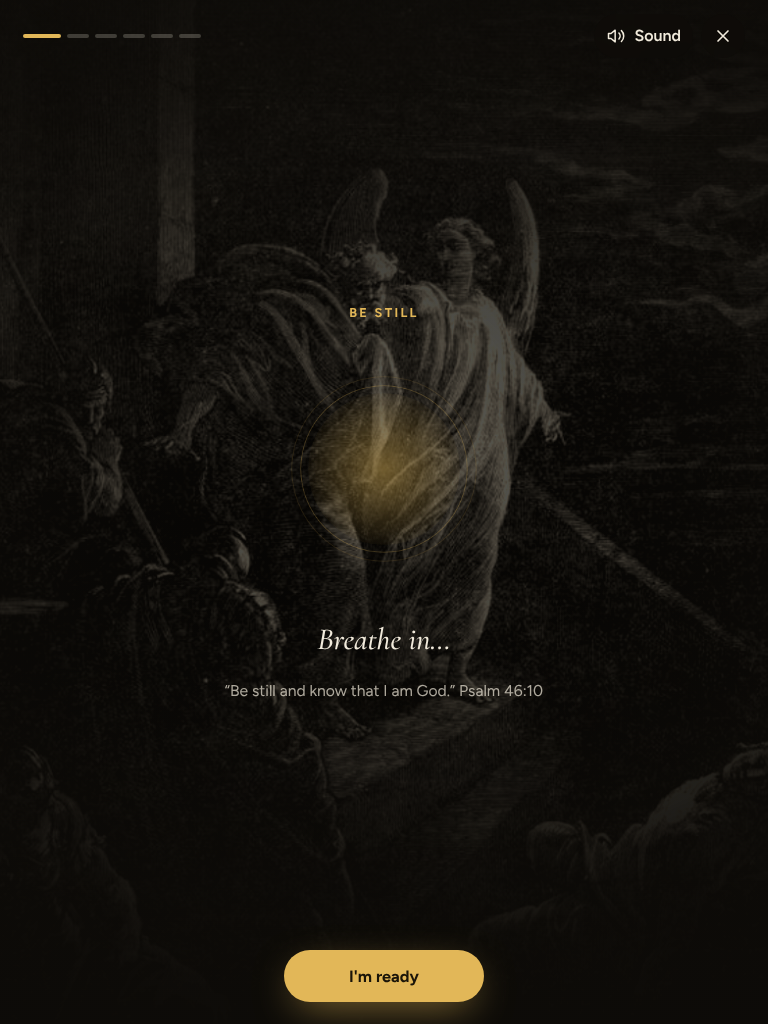 Sound
BE STILL
Breathe in...
“Be still and know that I am God.” Psalm 46:10
I'm ready